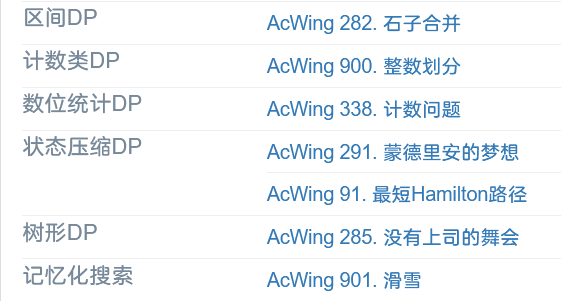 区间DP AcWing 282. 石子合并
计数类DP AcWing 900. 整数划分
数位统计DP AcWing 338. 计数问题
状态压缩DP AcWing 291. 蒙德里安的梦想
AcWing 91. 最短Hamilton路径
树形DP AcWing 285. 没有上司的舞会
记忆化搜索 AcWing 901. 滑雪